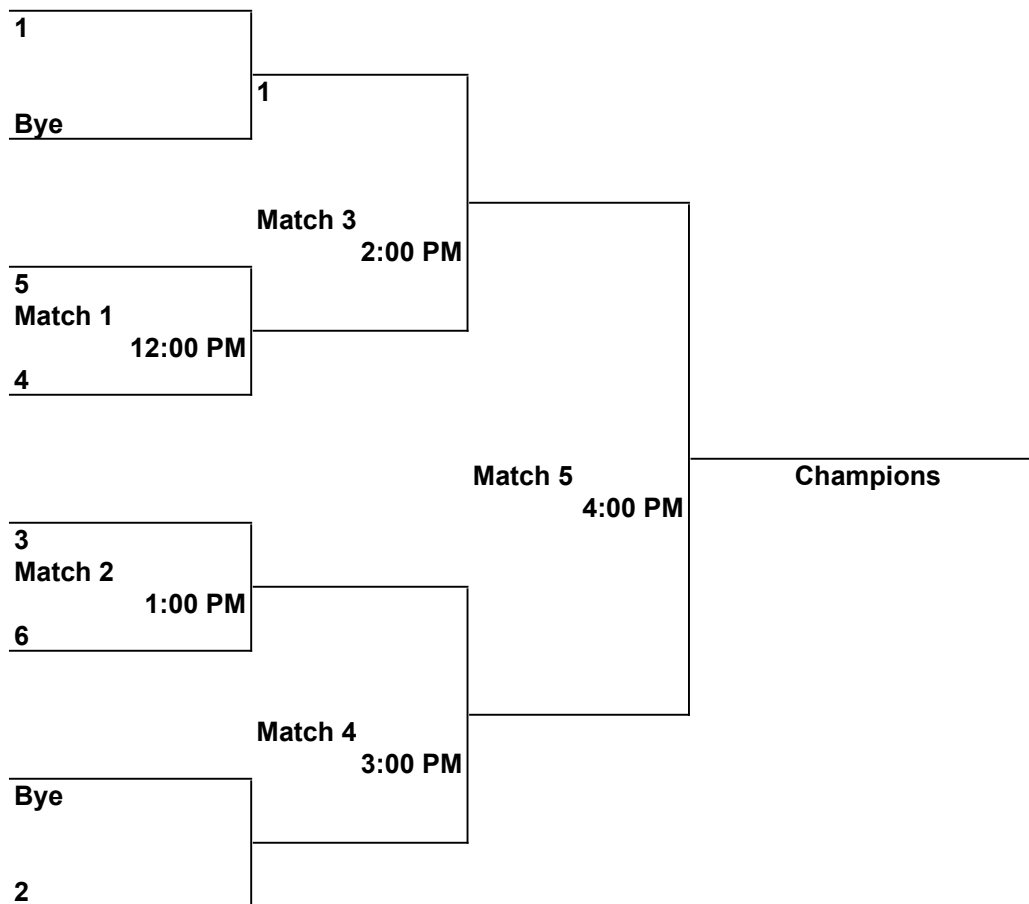 1
Bye
1
Match 3
2:00 PM
5
Match 1
12:00 PM
4
Match 5
4:00 PM
Champions
3
Match 2
1:00 PM
6
Match 4
3:00 PM
Bye
2